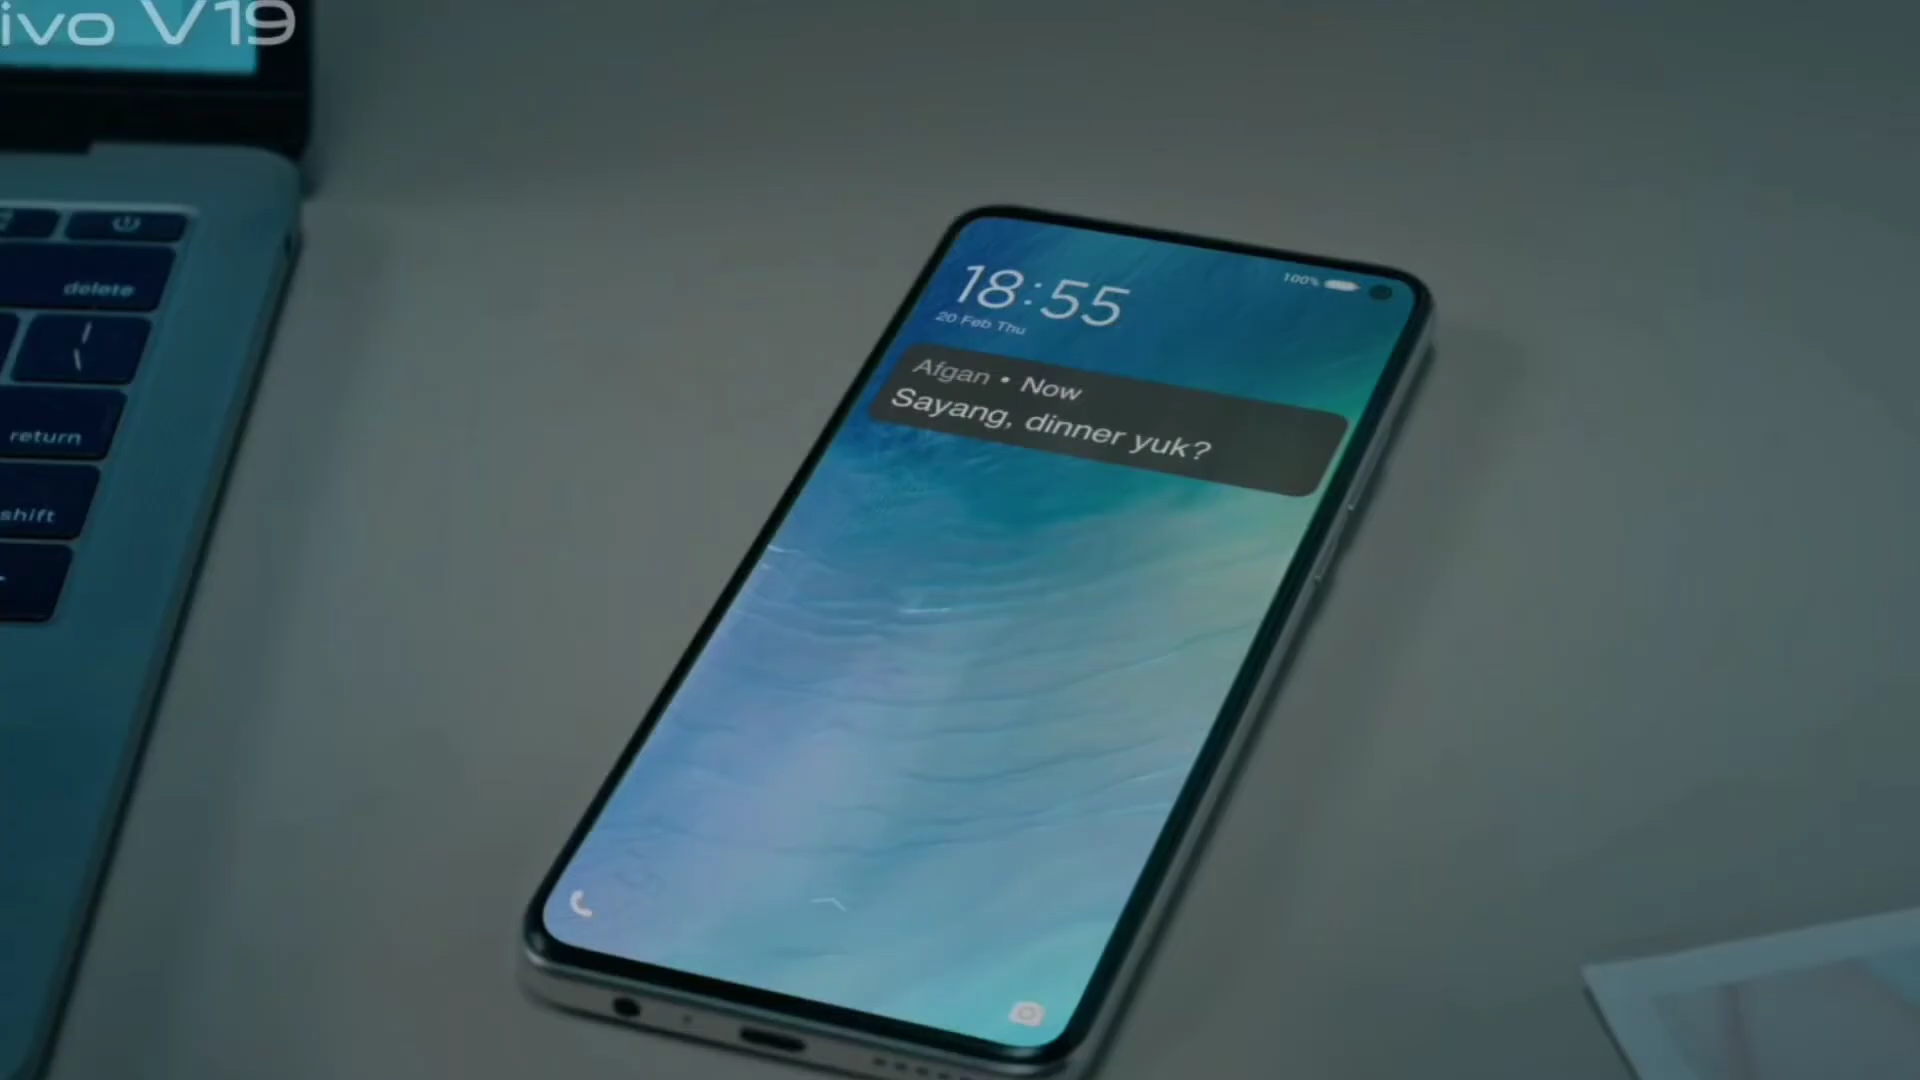 ivo V19
delete
return
shift
18:55
100%
20 Feb Thu
Afgan • Now
Sayang, dinner yuk?